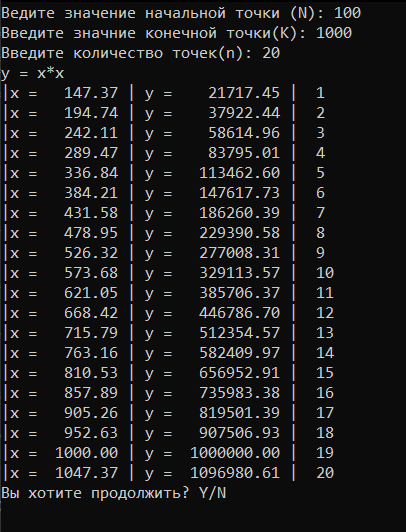 Ведите значение начальной точки (N): 100
Введите значние конечной точки(K): 1000
Введите количество точек(n): 20
y = x*x
|x =   147.37 | y =     21717.45 |  1
|x =   194.74 | y =     37922.44 |  2
|x =   242.11 | y =     58614.96 |  3
|x =   289.47 | y =     83795.01 |  4
|x =   336.84 | y =    113462.60 |  5
|x =   384.21 | y =    147617.73 |  6
|x =   431.58 | y =    186260.39 |  7
|x =   478.95 | y =    229390.58 |  8
|x =   526.32 | y =    277008.31 |  9
|x =   573.68 | y =    329113.57 |  10
|x =   621.05 | y =    385706.37 |  11
|x =   668.42 | y =    446786.70 |  12
|x =   715.79 | y =    512354.57 |  13
|x =   763.16 | y =    582409.97 |  14
|x =   810.53 | y =    656952.91 |  15
|x =   857.89 | y =    735983.38 |  16
|x =   905.26 | y =    819501.39 |  17
|x =   952.63 | y =    907506.93 |  18
|x =  1000.00 | y =   1000000.00 |  19
|x =  1047.37 | y =   1096980.61 |  20
Вы хотите продолжить? Y/N